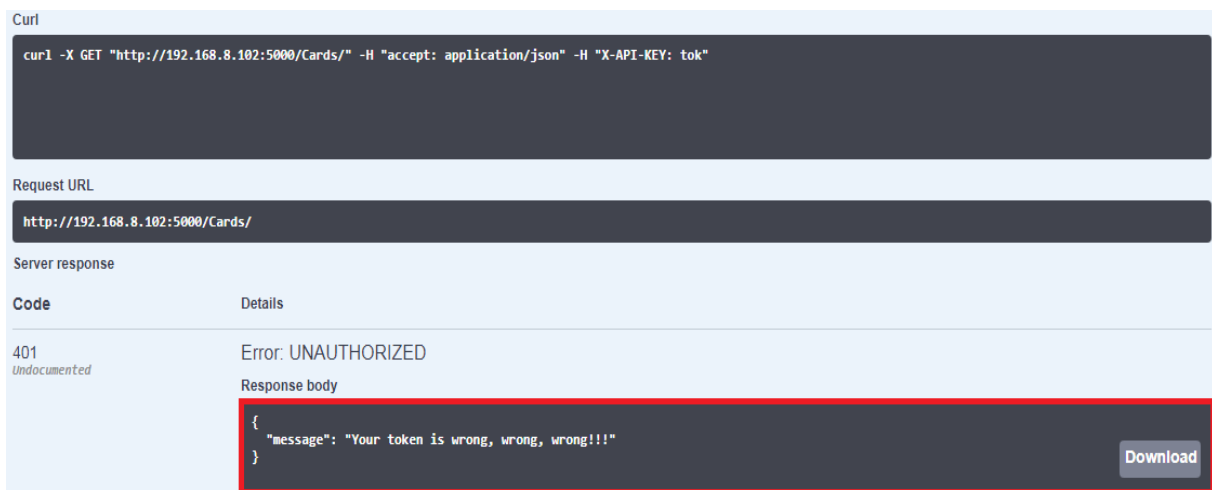 Curl
curl -X GET "http://192.168.8.102:5000/Cards/" -H "accept: application/json" -H "X-API-KEY: tok"
Request URL
http://192.168.8.102:5000/Cards/
Server response
Code Details
401 Error: UNAUTHORIZED
Undocumented
Response body
{
"message": "Your token is wrong, wrong, wrong!!!"
}
Download